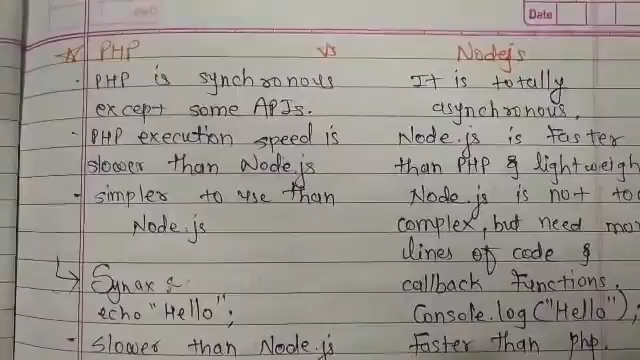 Date
PHP vs Nodejs
PHP is synchronous It is totally
except some APIs. asynchronous.
PHP execution speed is Node.js is faster
slower than Node.js than PHP & lightweigh
simpler to use than Node.js is not too
Node.js complex, but need mor
lines of code &
Synax : callback functions.
echo "Hello"; Console.log("Hello");
slower than Node.js faster than php.